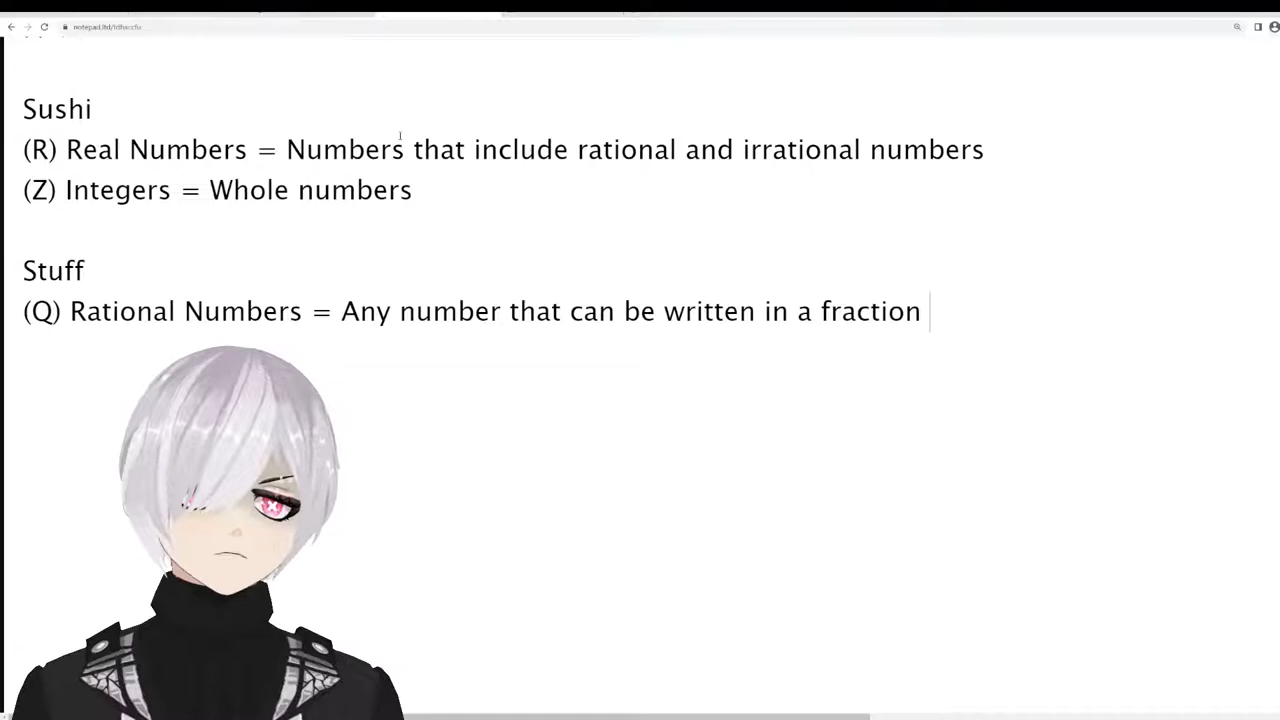 Sushi
(R) Real Numbers = Numbers that include rational and irrational numbers
(Z) Integers = Whole numbers
Stuff
(Q) Rational Numbers = Any number that can be written in a fraction